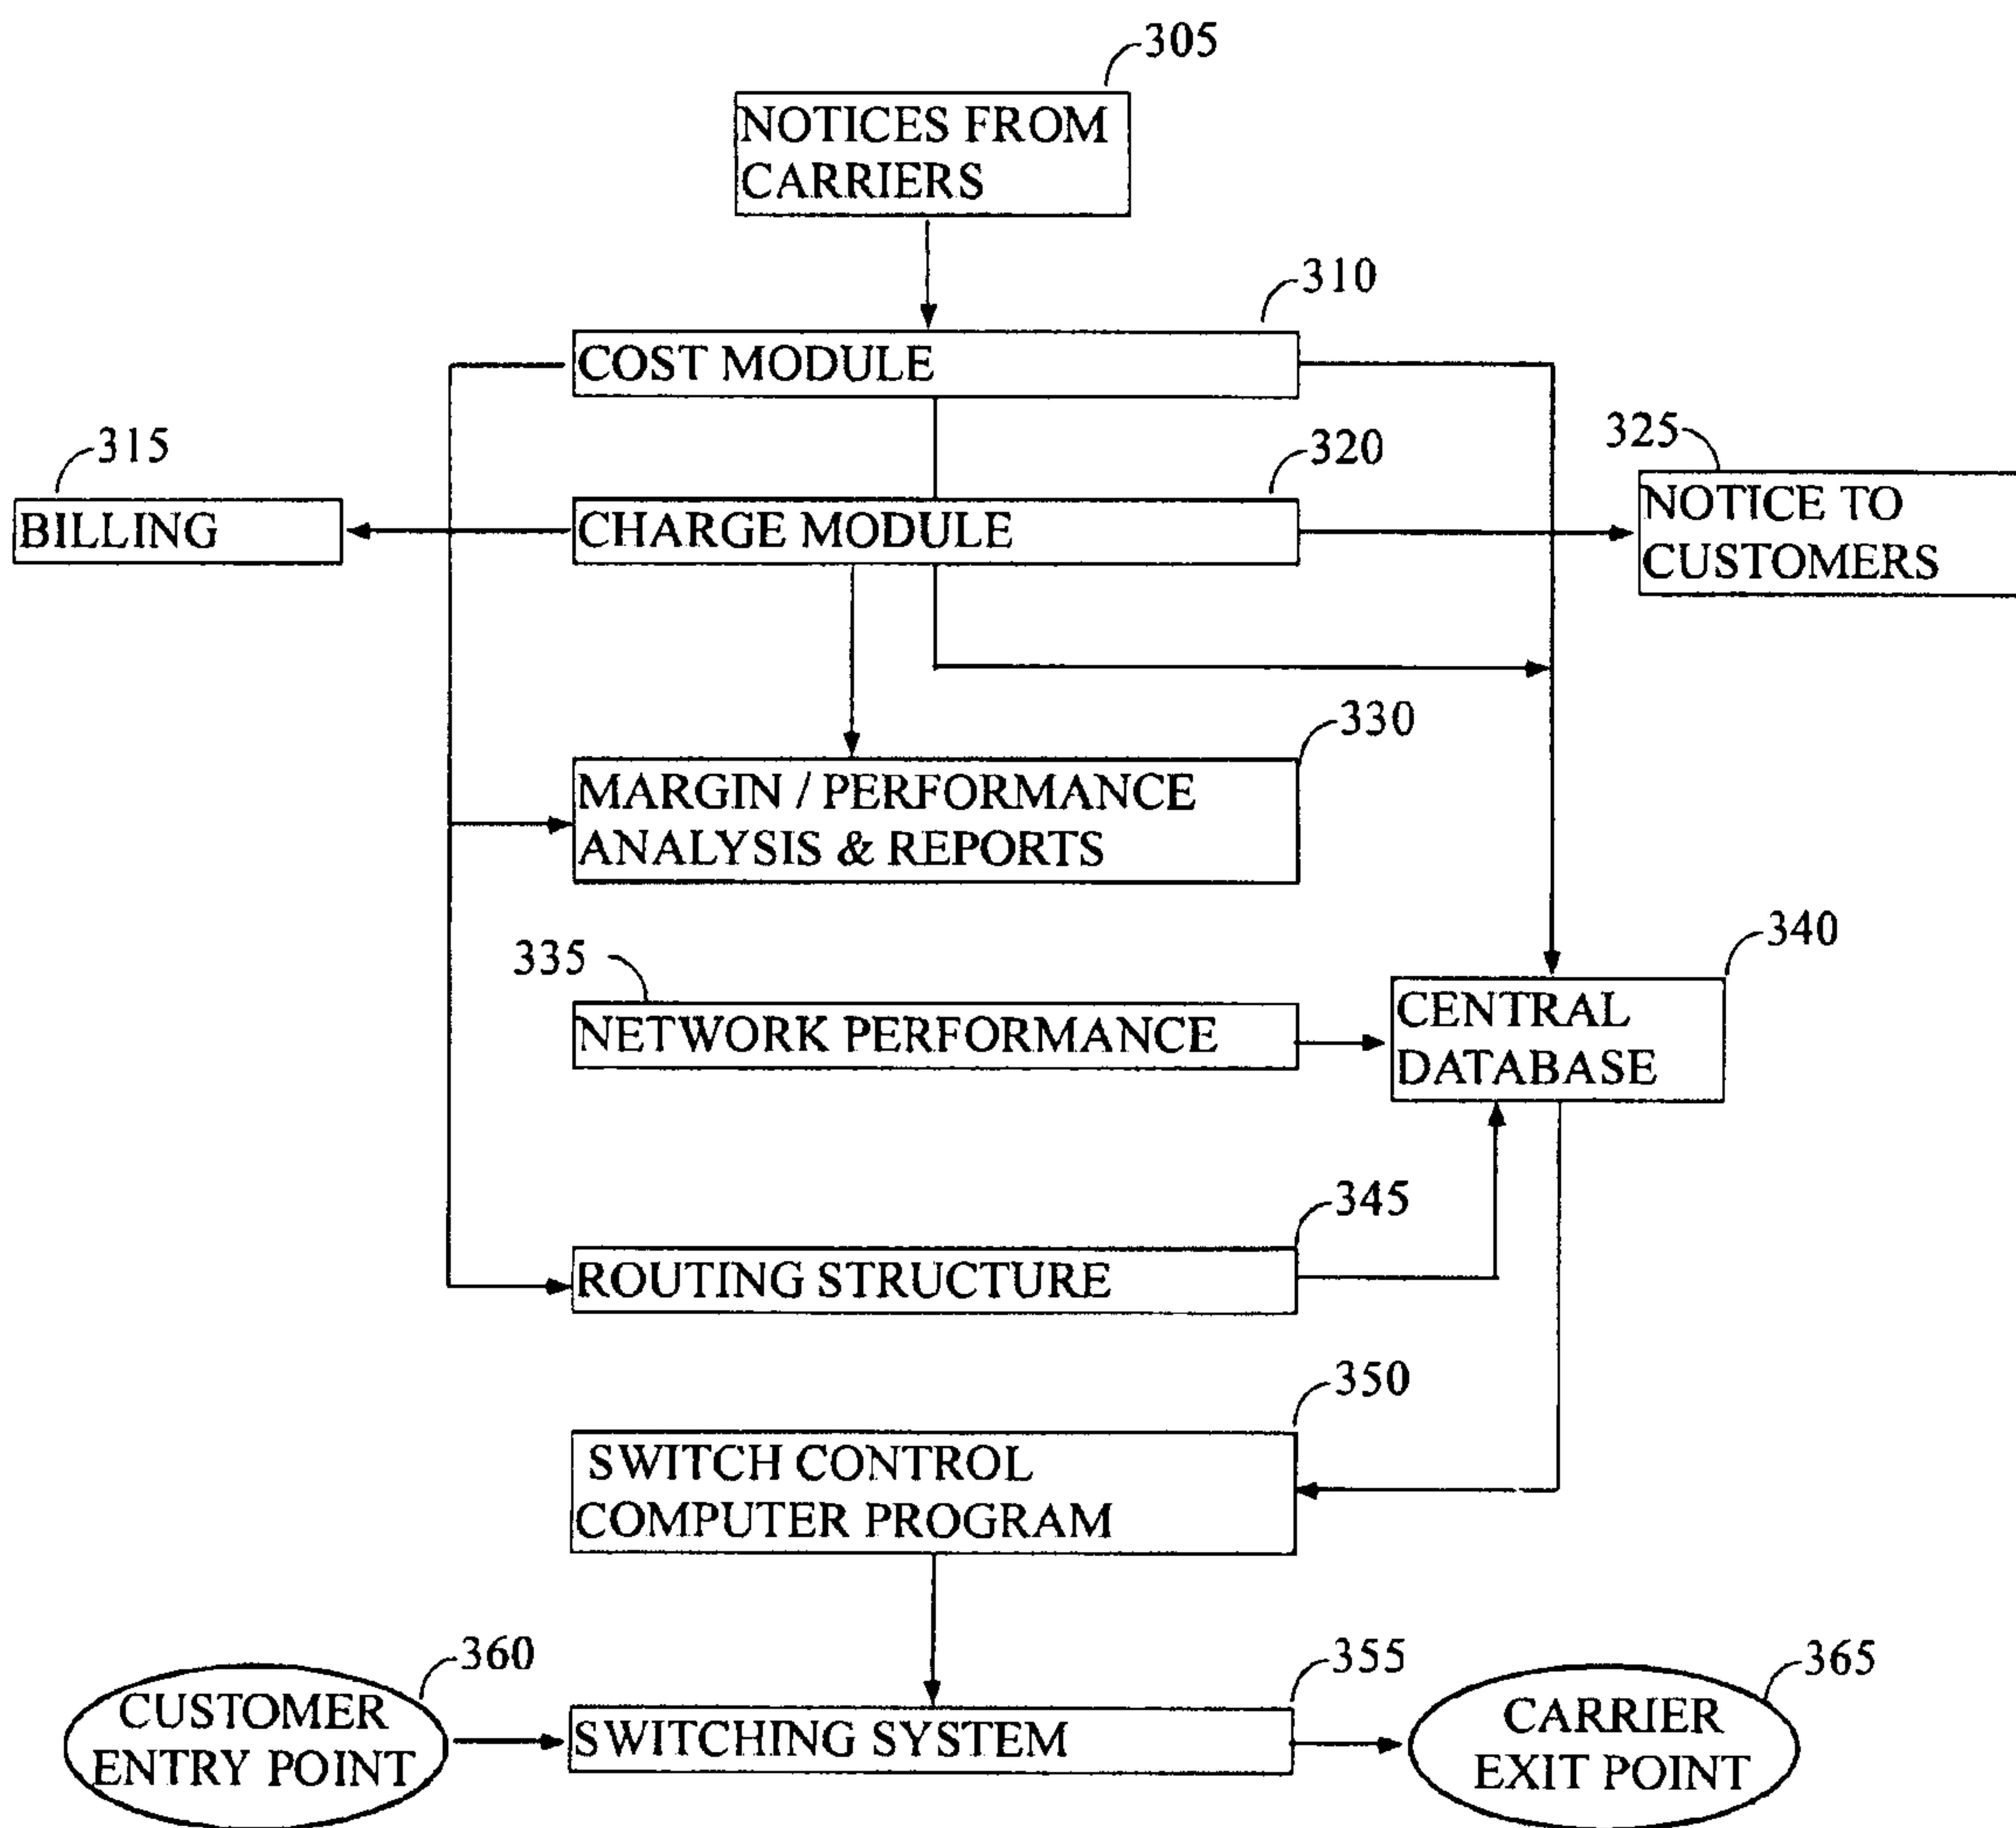 305
NOTICES FROM
CARRIERS
310
COST MODULE
315
320
325
BILLING
CHARGE MODULE
NOTICE TO
CUSTOMERS
330
MARGIN / PERFORMANCE
ANALYSIS & REPORTS
335
340
NETWORK PERFORMANCE
CENTRAL
DATABASE
345
ROUTING STRUCTURE
350
SWITCH CONTROL
COMPUTER PROGRAM
360
355
365
CUSTOMER
ENTRY POINT
SWITCHING SYSTEM
CARRIER
EXIT POINT